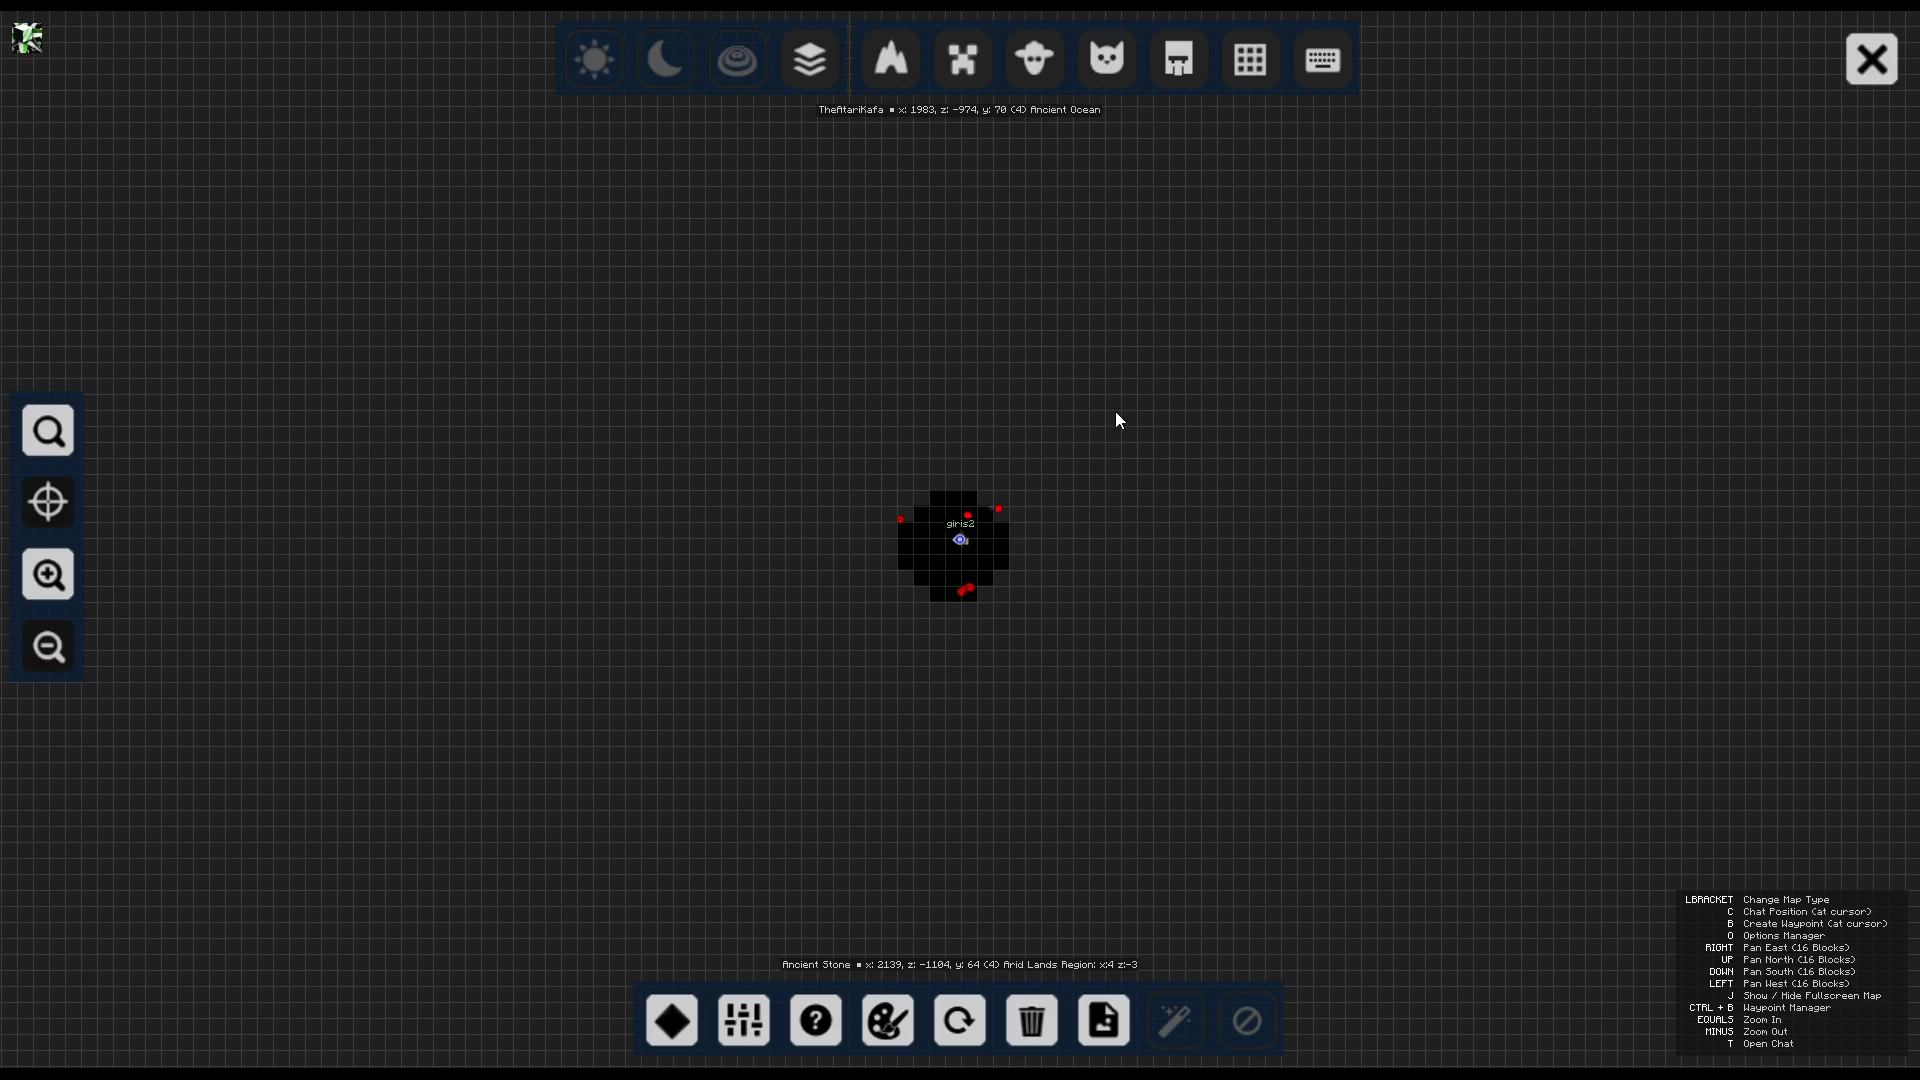 TheAtariKafa ▪ x: 1983, z: -974, y: 70 (4) Ancient Ocean
giris2
LBRACKET Change Map Type
C Chat Position (at cursor)
B Create Waypoint (at cursor)
O Options Manager
RIGHT Pan East (16 Blocks)
UP Pan North (16 Blocks)
DOWN Pan South (16 Blocks)
LEFT Pan West (16 Blocks)
J Show / Hide Fullscreen Map
CTRL + B Waypoint Manager
EQUALS Zoom In
MINUS Zoom Out
T Open Chat
Ancient Stone ▪ x: 2139, z: -1104, y: 64 (4) Arid Lands Region: x:4 z:-3